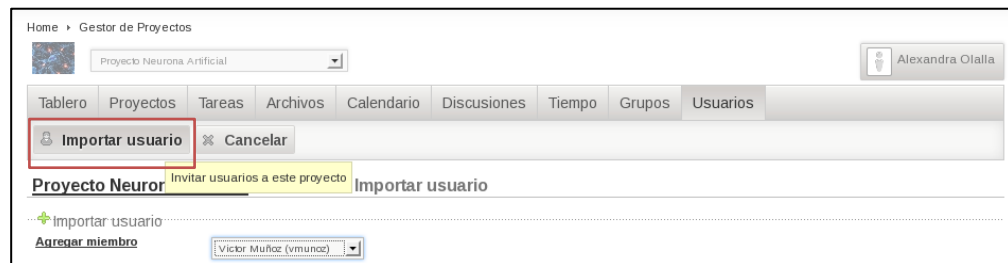 Home ▸ Gestor de Proyectos
Proyecto Neurona Artificial
Alexandra Olalla
Tablero Proyectos Tareas Archivos Calendario Discusiones Tiempo Grupos Usuarios
Importar usuario Cancelar
Invitar usuarios a este proyecto
Proyecto Importar usuario
Importar usuario
Agregar miembro Victor Muñoz (vmunoz)